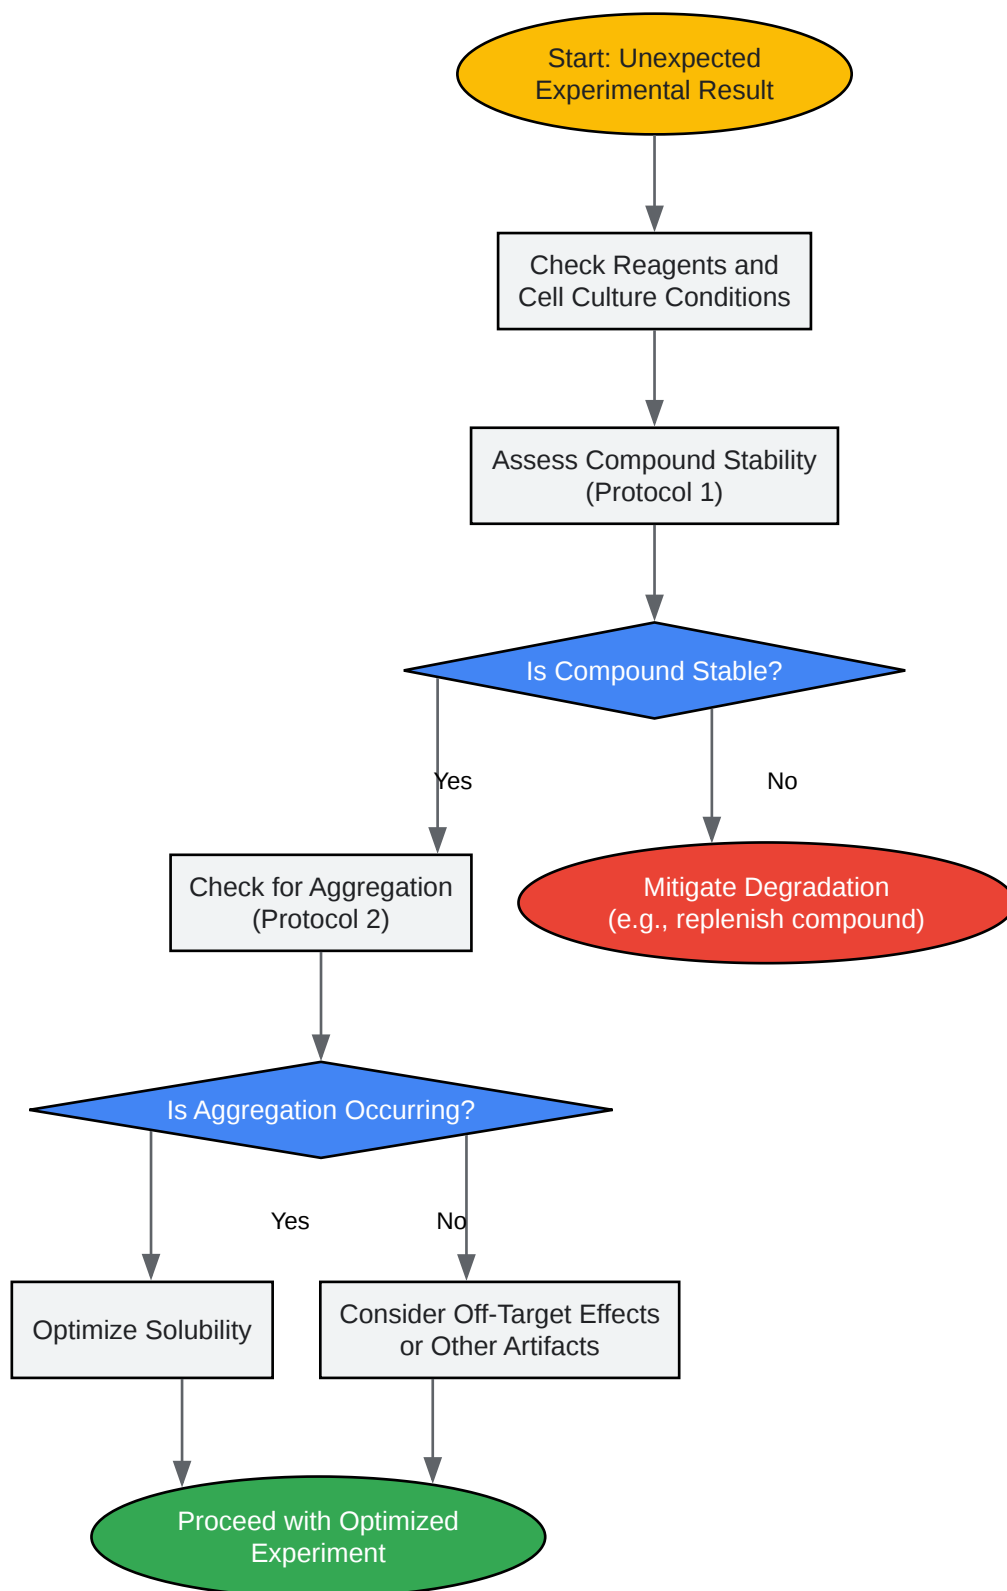 Start: Unexpected
Experimental Result
Check Reagents and
Cell Culture Conditions
Assess Compound Stability
(Protocol 1)
Is Compound Stable?
Yes
No
Check for Aggregation
(Protocol 2)
Mitigate Degradation
(e.g., replenish compound)
Is Aggregation Occurring?
Yes
No
Optimize Solubility
Consider Off-Target Effects
or Other Artifacts
Proceed with Optimized
Experiment